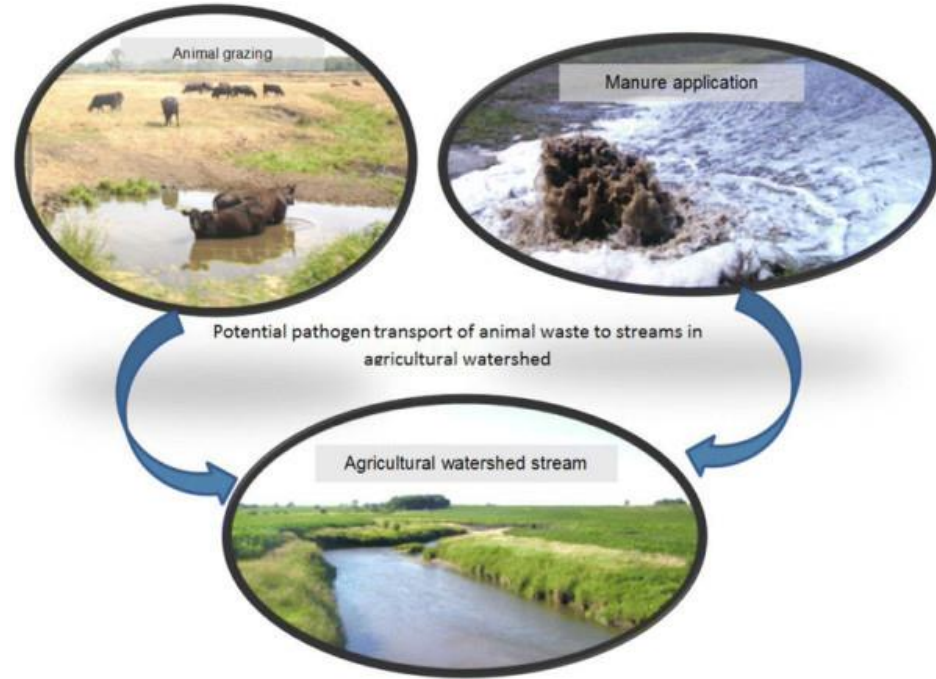 Animal grazing
Manure application
Potential pathogen transport of animal waste to streams in
agricultural watershed
Agricultural watershed stream